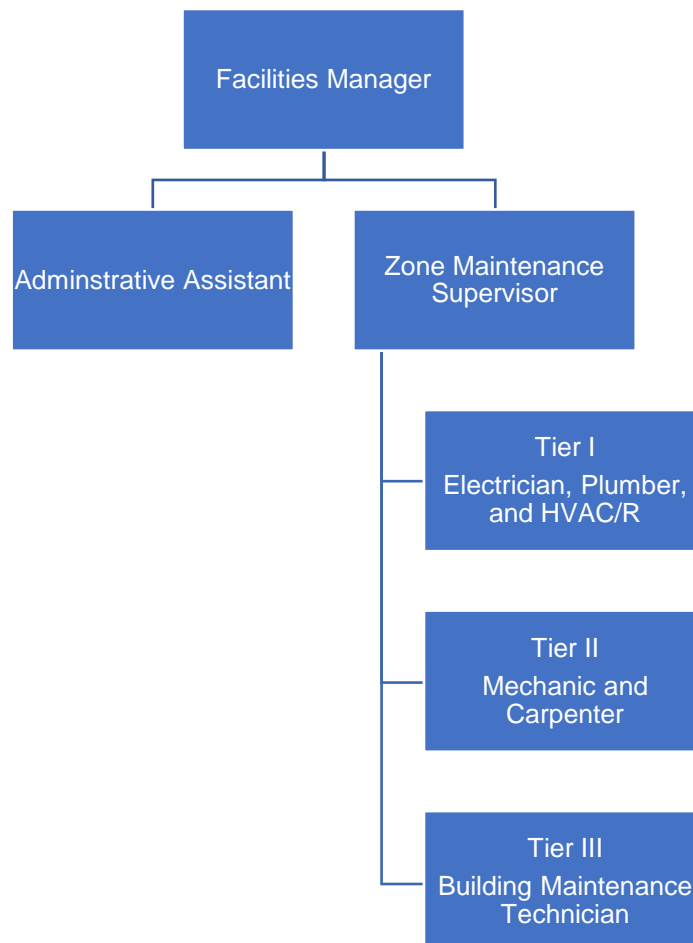 Facilities Manager
Adminstrative Assistant
Zone Maintenance
Supervisor
Tier I
Electrician, Plumber,
and HVAC/R
Tier II
Mechanic and
Carpenter
Tier III
Building Maintenance
Technician